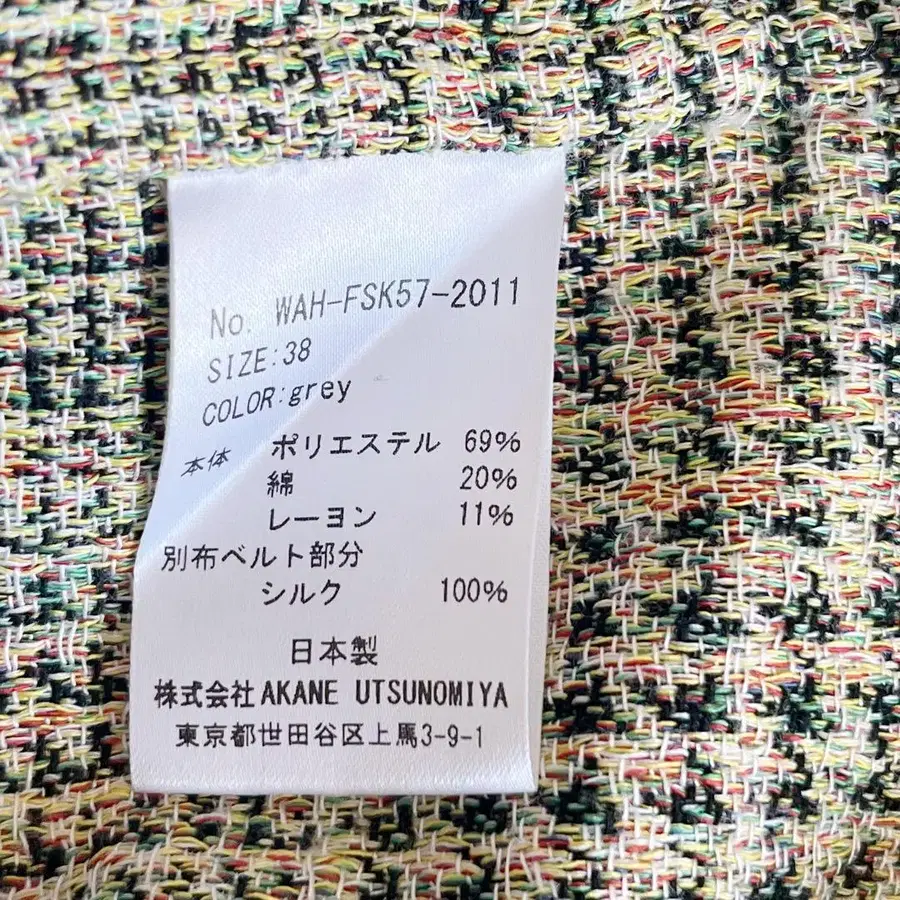 No. WAH-FSK57-2011
SIZE:38
COLOR:grey
本体 ポリエステル 69%
綿 20%
レーヨン 11%
別布ベルト部分
シルク 100%
日本製
株式会社AKANE UTSUNOMIYA
東京都世田谷区上馬3-9-1